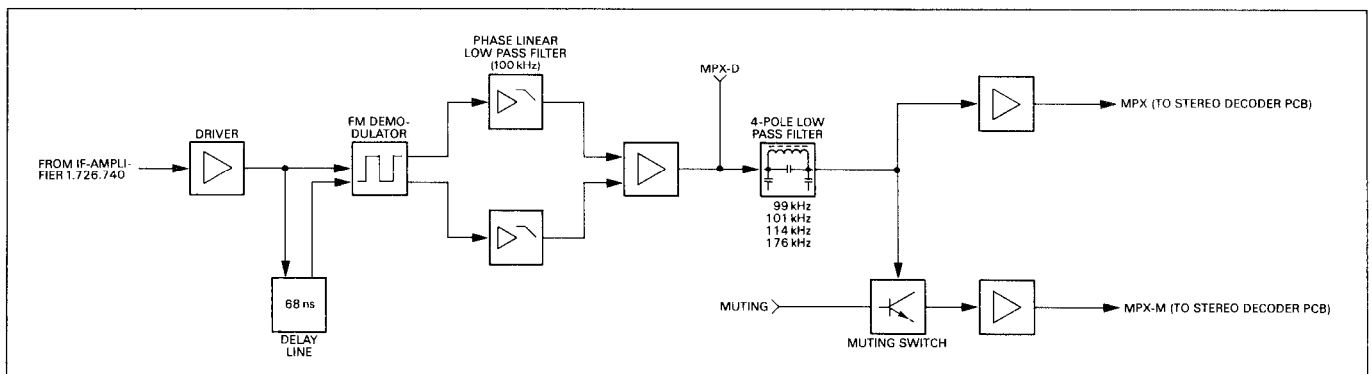 PHASE LINEAR
LOW PASS FILTER
(100 kHz)
MPX-D
DRIVER
FM DEMO-
DULATOR
4-POLE LOW
PASS FILTER
MPX (TO STEREO DECODER PCB)
FROM IF-AMPLI-
FIER 1.726.740
99 kHz
101 kHz
114 kHz
176 kHz
68 ns
DELAY
LINE
MUTING
MUTING SWITCH
MPX-M (TO STEREO DECODER PCB)